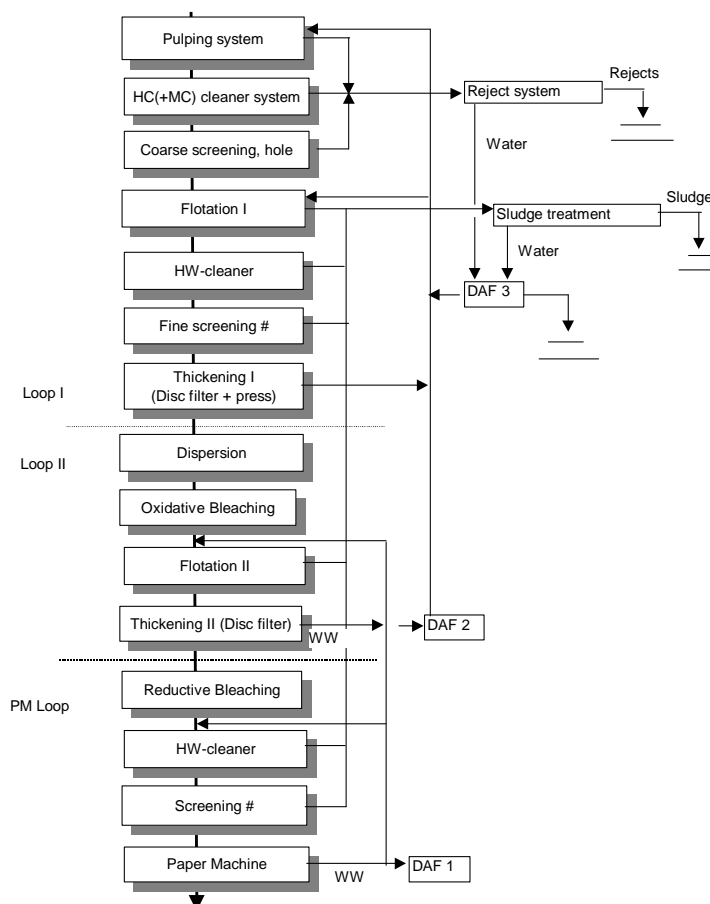 Pulping system
Rejects
HC(+MC) cleaner system
Reject system
Water
Coarse screening, hole
Sludge
Flotation I
Sludge treatment
Water
HW-cleaner
DAF 3
Fine screening #
Thickening I
(Disc filter + press)
Loop I
Loop II
Dispersion
Oxidative Bleaching
Flotation II
Thickening II (Disc filter)
WW
DAF 2
PM Loop
Reductive Bleaching
HW-cleaner
Screening #
Paper Machine
WW
DAF 1